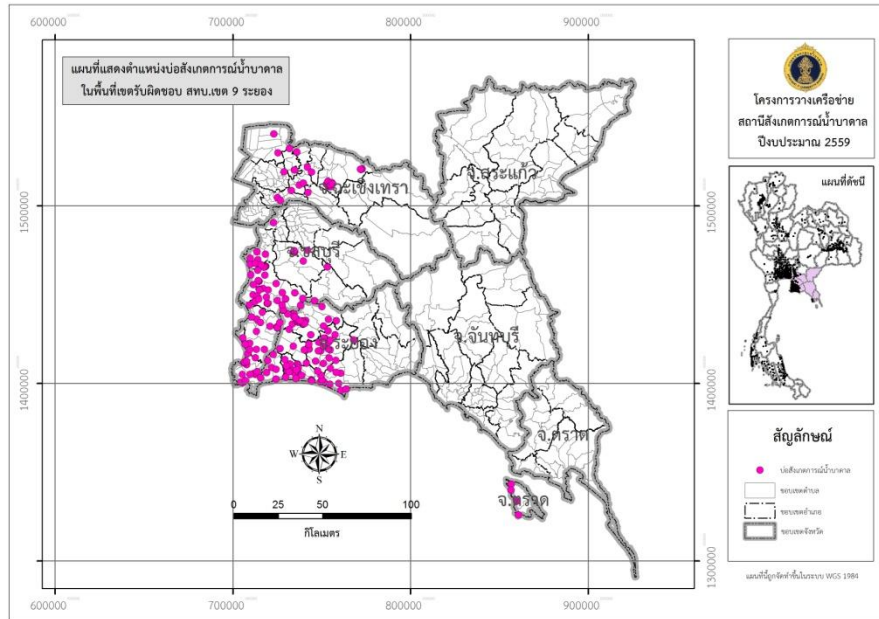 600000
700000
800000
900000
แผนที่แสดงตำแหน่งบ่อสังเกตการณ์น้ำบาดาล
ในพื้นที่เขตรับผิดชอบ สทบ.เขต 9 ระยอง
จ.ฉะเชิงเทรา
จ.สระแก้ว
จ.ชลบุรี
จ.ระยอง
จ.จันทบุรี
จ.ตราด
จ.ตราด
N
W
E
S
0
25
50
100
กิโลเมตร
1500000
1400000
1300000
1500000
1400000
1300000
600000
700000
800000
900000
โครงการวางเครือข่าย
สถานีสังเกตการณ์น้ำบาดาล
ปีงบประมาณ 2559
แผนที่ดัชนี
สัญลักษณ์
บ่อสังเกตการณ์น้ำบาดาล
ขอบเขตตำบล
ขอบเขตอำเภอ
ขอบเขตจังหวัด
แผนที่นี้ถูกจัดทำขึ้นในระบบ WGS 1984